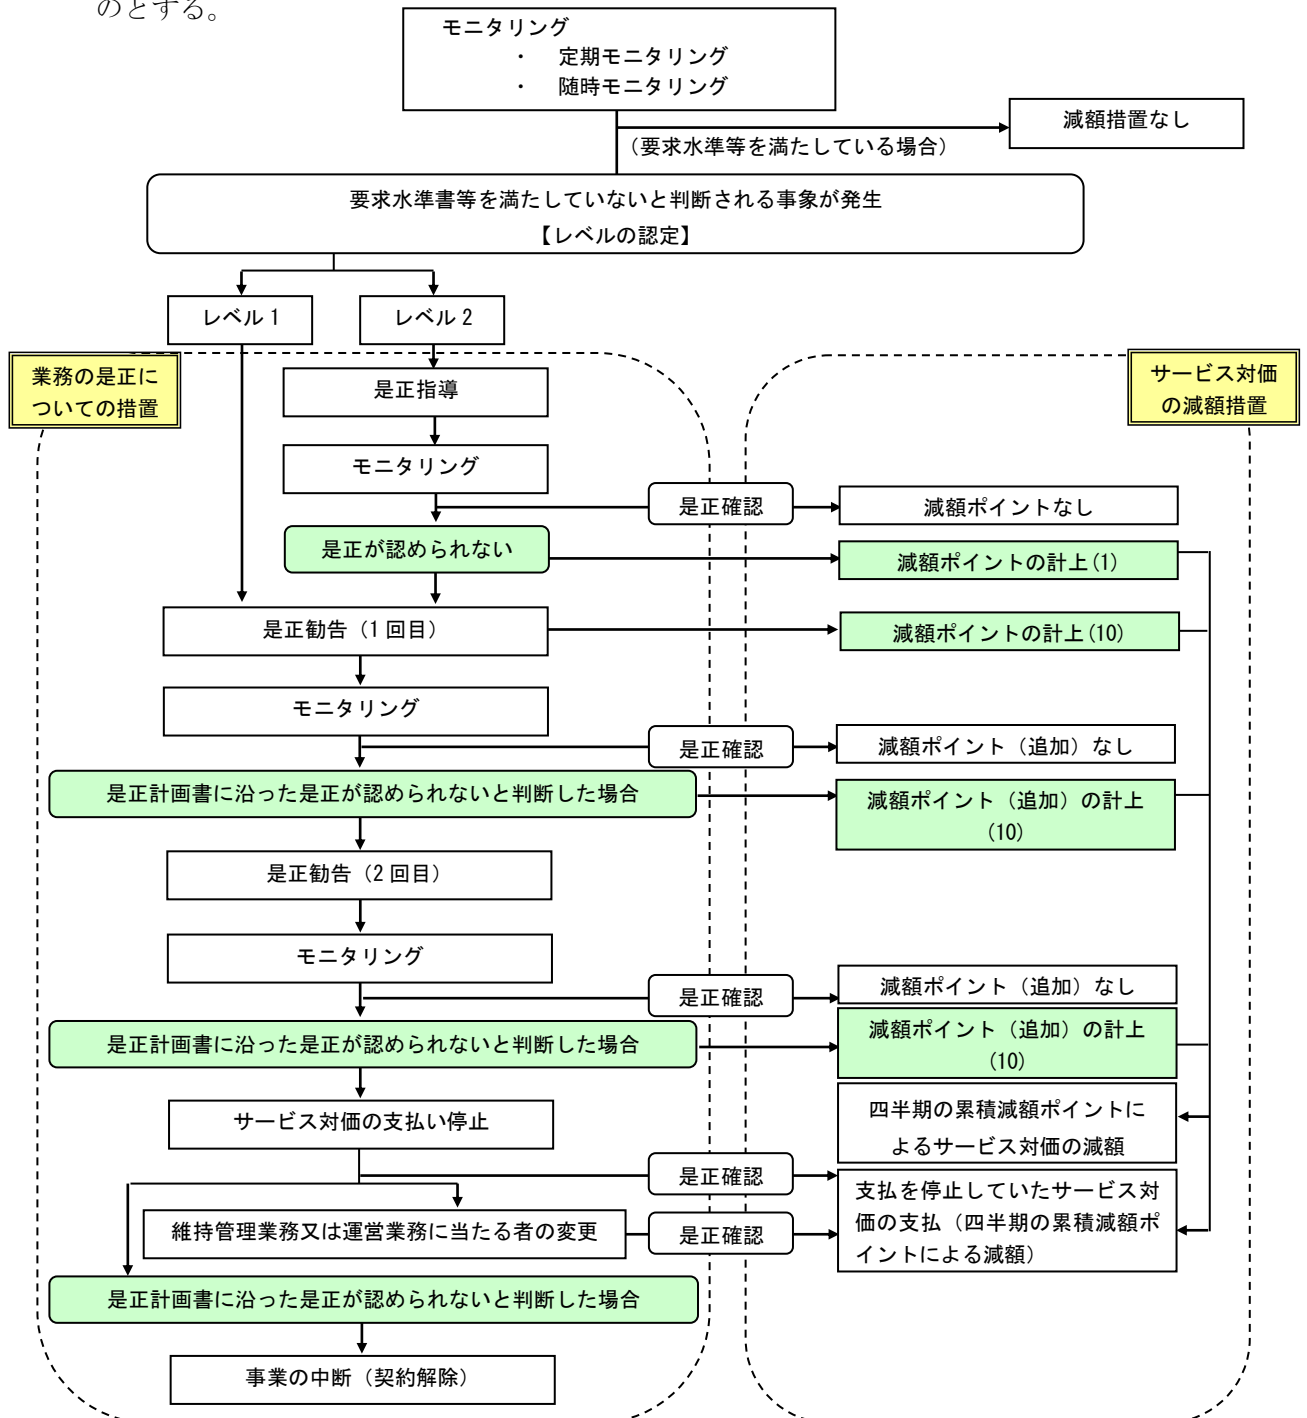 のとする。
モニタリング
・ 定期モニタリング
・ 随時モニタリング
減額措置なし
（要求水準等を満たしている場合）
要求水準書等を満たしていないと判断される事象が発生
【レベルの認定】
レベル1
レベル2
業務の是正に
ついての措置
サービス対価
の減額措置
是正指導
モニタリング
是正確認
減額ポイントなし
是正が認められない
減額ポイントの計上(1)
是正勧告（1回目）
減額ポイントの計上(10)
モニタリング
是正確認
減額ポイント（追加）なし
是正計画書に沿った是正が認められないと判断した場合
減額ポイント（追加）の計上
(10)
是正勧告（2回目）
モニタリング
是正確認
減額ポイント（追加）なし
是正計画書に沿った是正が認められないと判断した場合
減額ポイント（追加）の計上
(10)
サービス対価の支払い停止
四半期の累積減額ポイントに
よるサービス対価の減額
是正確認
支払を停止していたサービス対
価の支払（四半期の累積減額ポ
イントによる減額）
維持管理業務又は運営業務に当たる者の変更
是正確認
是正計画書に沿った是正が認められないと判断した場合
事業の中断（契約解除）